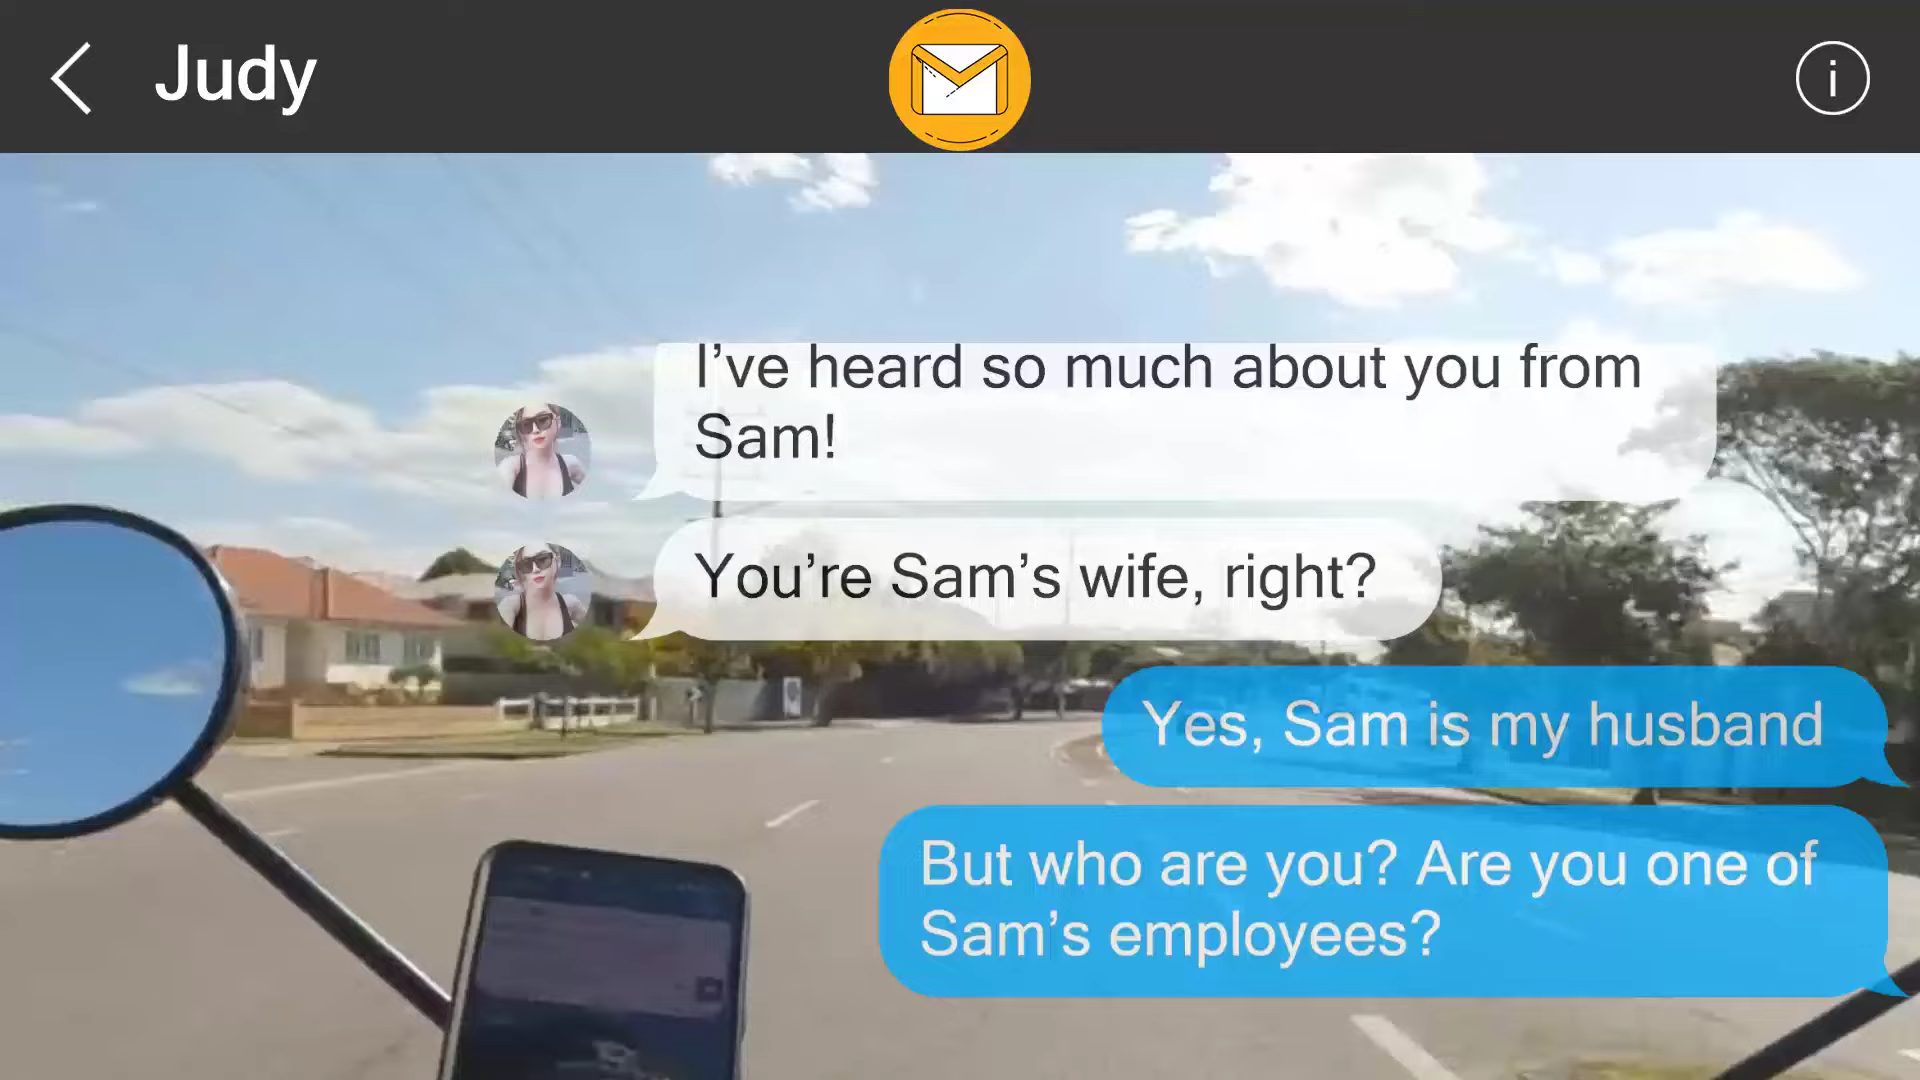 Judy
i
I’ve heard so much about you from
Sam!
You’re Sam’s wife, right?
Yes, Sam is my husband
But who are you? Are you one of
Sam’s employees?